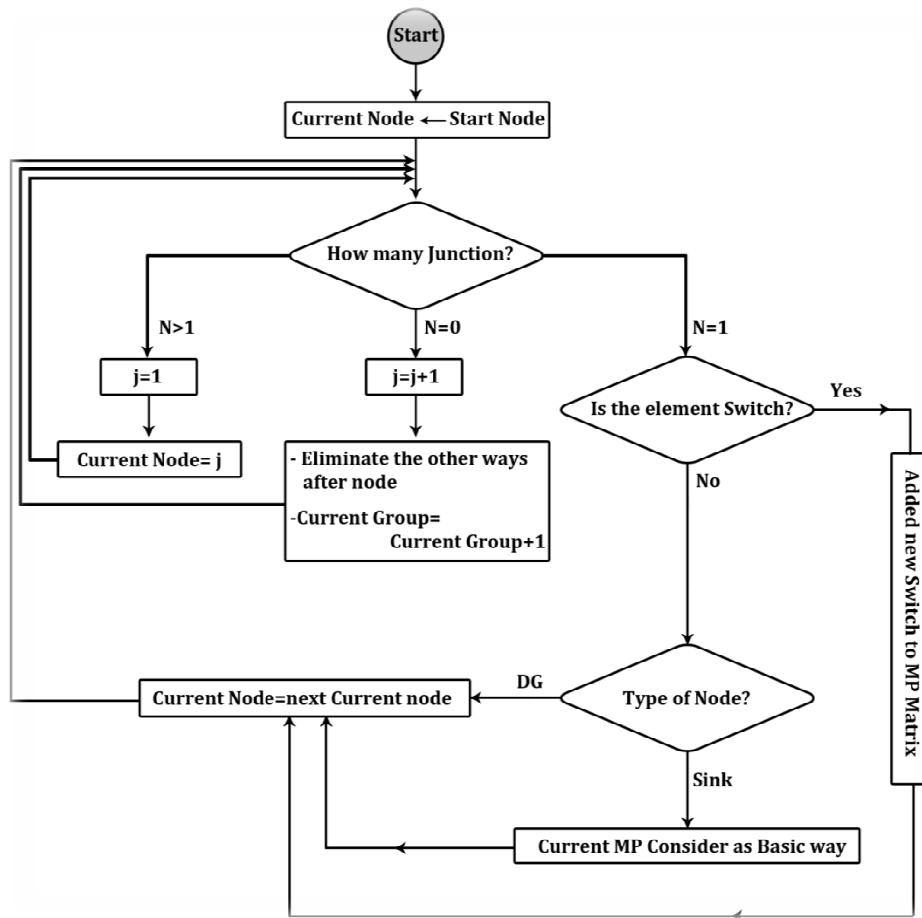 Start
Current Node ← Start Node
How many Junction?
N>1
N=0
N=1
j=1
j=j+1
Is the element Switch?
Yes
Current Node= j
- Eliminate the other ways
after node
-Current Group=
Current Group+1
No
Added new Switch to MP Matrix
Type of Node?
DG
Current Node=next Current node
Sink
Current MP Consider as Basic way